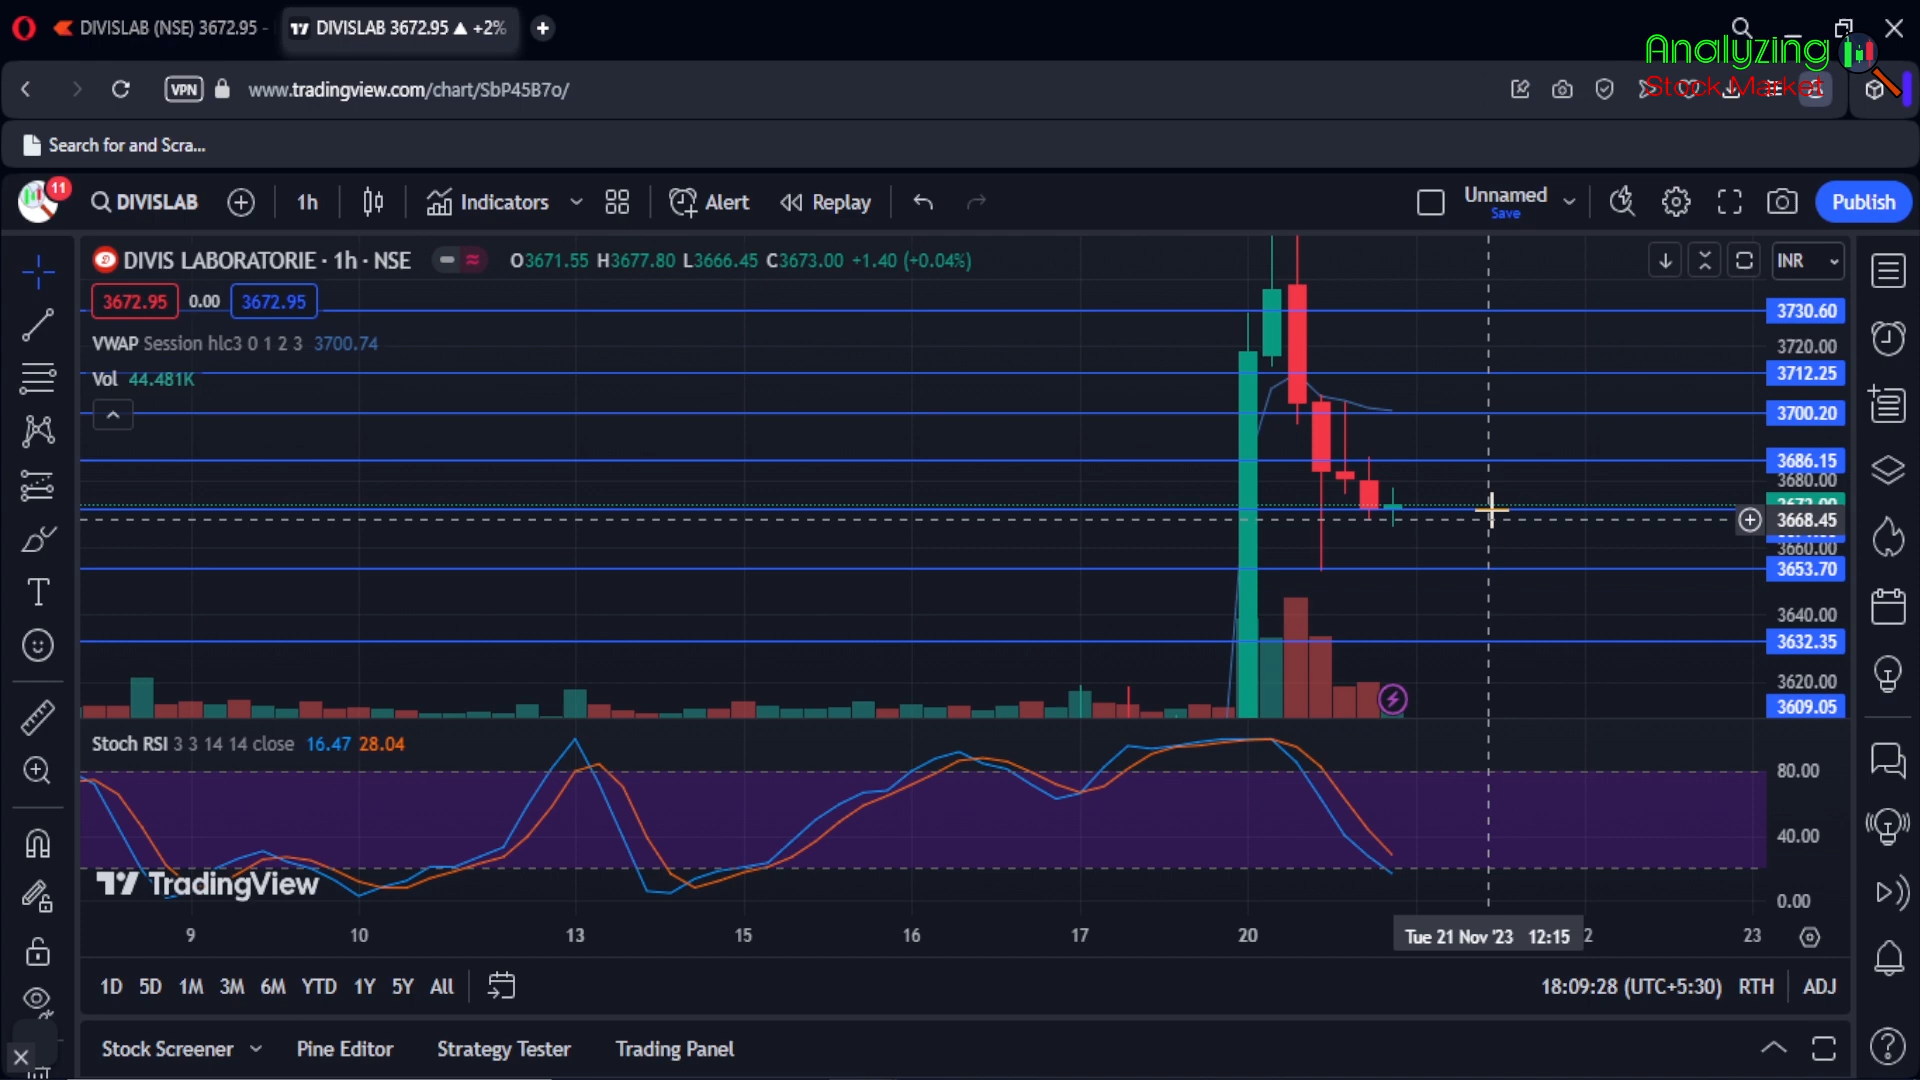 DIVISLAB (NSE) 3672.95 -
DIVISLAB 3672.95 ▲ +2%
Analyzing
Stock Market
VPN
www.tradingview.com/chart/SbP45B7o/
Search for and Scra...
11
DIVISLAB
1h
Indicators
Alert
Replay
Unnamed
Save
Publish
DIVIS LABORATORIE · 1h · NSE
O3671.55 H3677.80 L3666.45 C3673.00 +1.40 (+0.04%)
INR
3672.95 0.00 3672.95
VWAP Session hlc3 0 1 2 3 3700.74
Vol 44.481K
3730.60
3720.00
3712.25
3700.20
3686.15
3680.00
3673.00
3668.45
3660.00
3653.70
3640.00
3632.35
3620.00
3609.05
Stoch RSI 3 3 14 14 close 16.47 28.04
80.00
40.00
0.00
TradingView
9 10 13 15 16 17 20 Tue 21 Nov '23 12:15 2 23
1D 5D 1M 3M 6M YTD 1Y 5Y All
18:09:28 (UTC+5:30) RTH ADJ
Stock Screener Pine Editor Strategy Tester Trading Panel